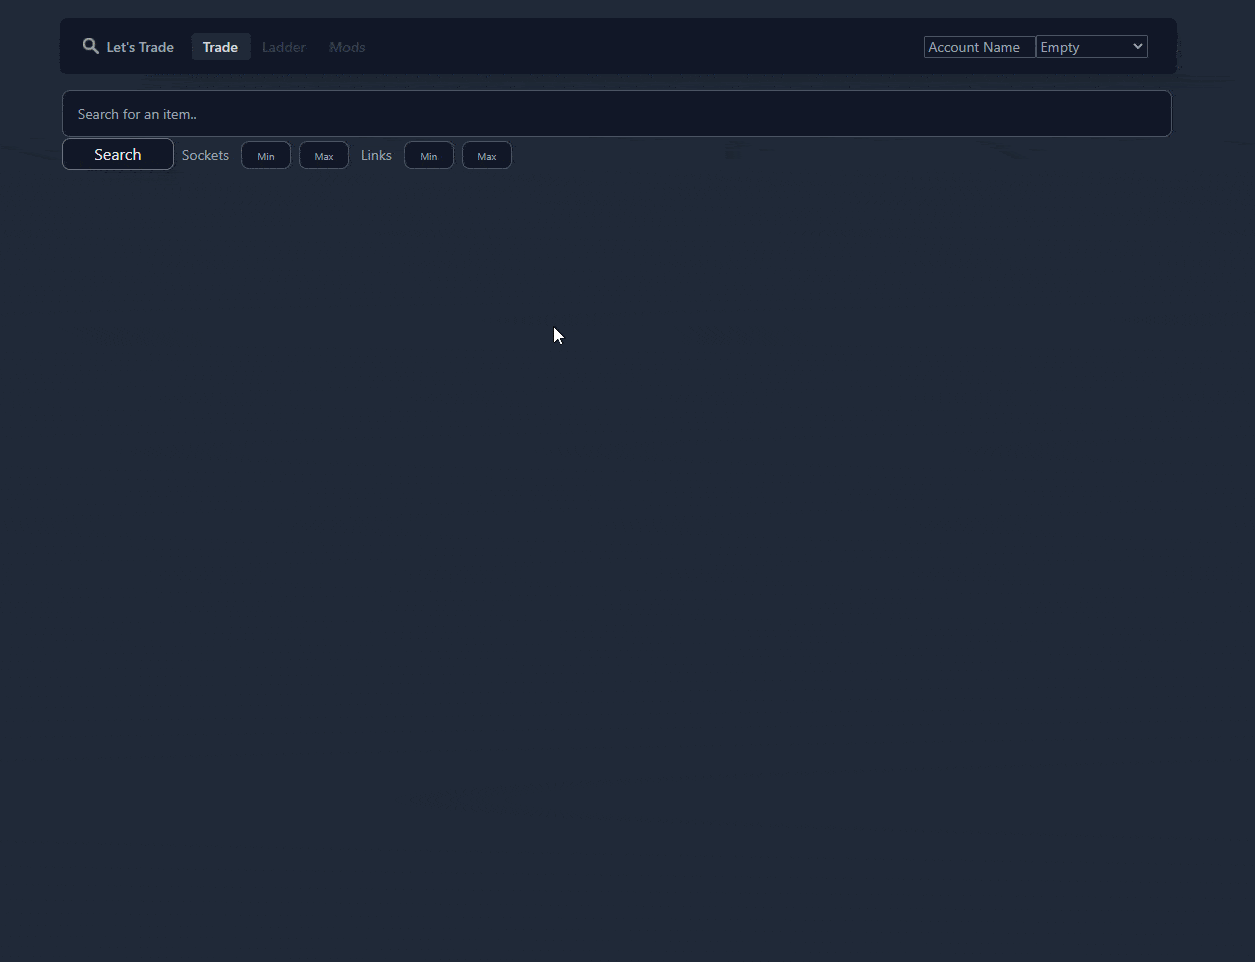 Let's Trade Trade Ladder Mods Account Name Empty
Search for an item..
Search Sockets Min Max Links Min Max